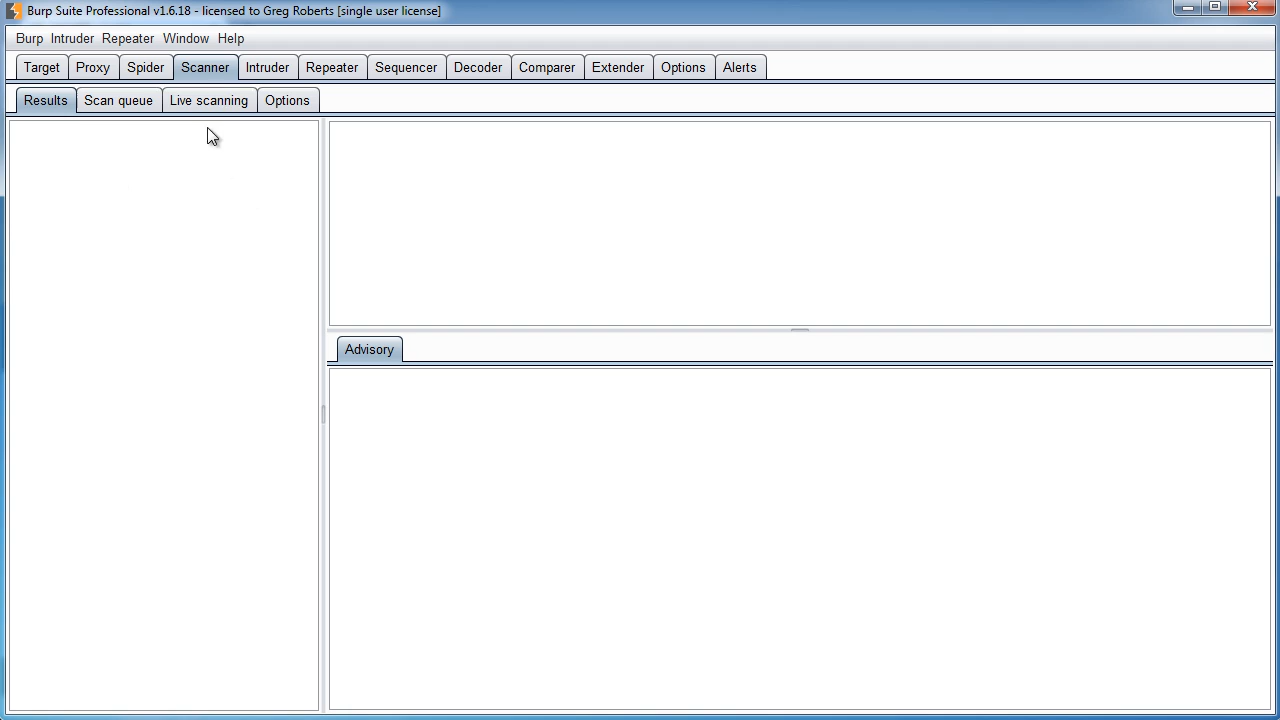 Burp Suite Professional v1.6.18 - licensed to Greg Roberts [single user license]
Burp Intruder Repeater Window Help
Target Proxy Spider Scanner Intruder Repeater Sequencer Decoder Comparer Extender Options Alerts
Results Scan queue Live scanning Options
Advisory